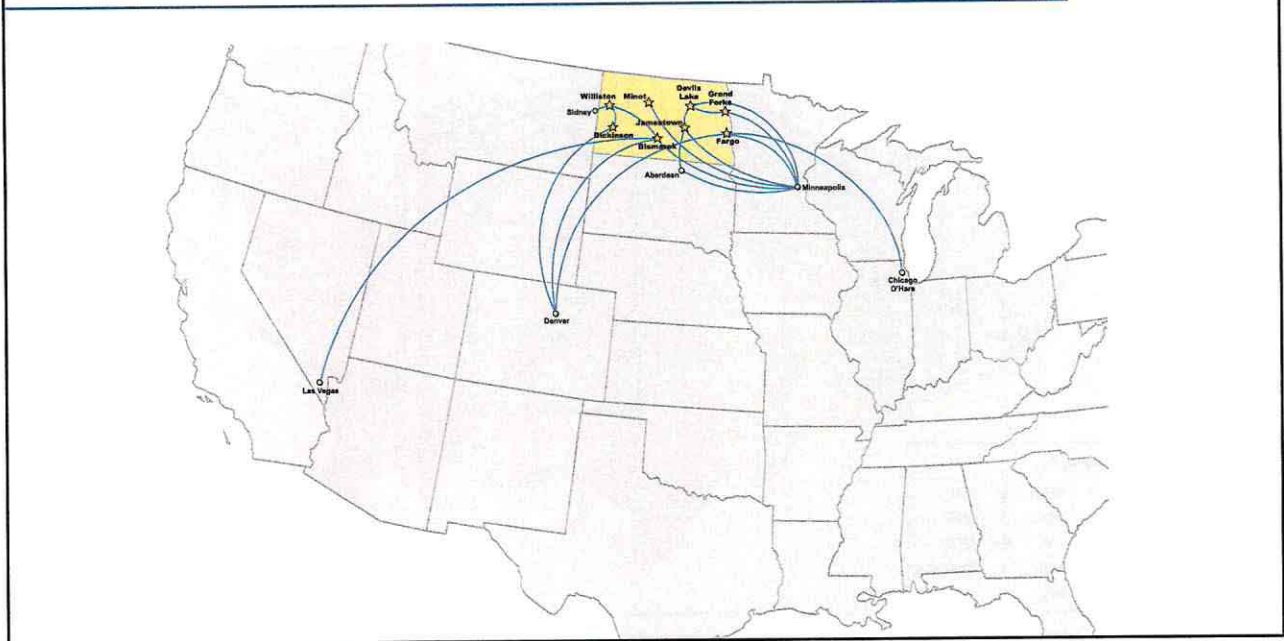 Devils
Lake
Grand
Forks
Williston
Minot
Sidney
Jamestown
Dickinson
Bismarck
Fargo
Aberdeen
Minneapolis
Chicago
O'Hare
Denver
Las Vegas